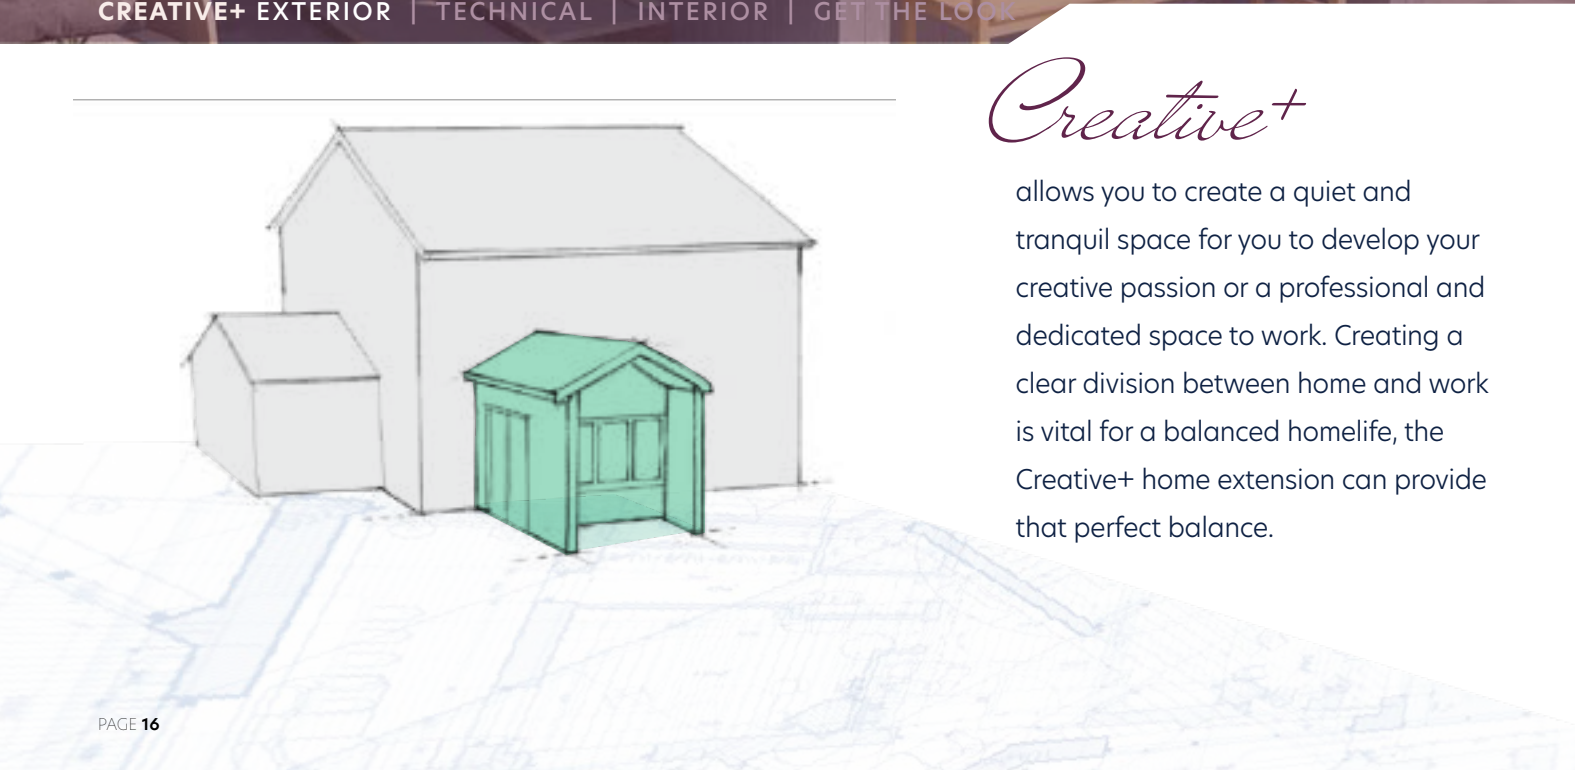 CREATIVE+ EXTERIOR | TECHNICAL | INTERIOR | GET THE LOOK
Creative+
allows you to create a quiet and
tranquil space for you to develop your
creative passion or a professional and
dedicated space to work. Creating a
clear division between home and work
is vital for a balanced homelife, the
Creative+ home extension can provide
that perfect balance.
PAGE 16